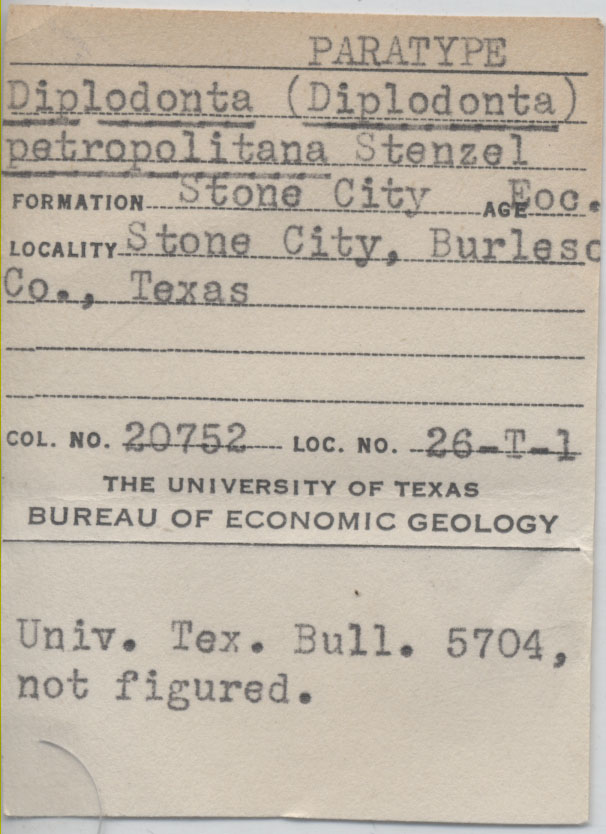 PARATYPE
Diplodonta (Diplodonta)
petropolitana Stenzel
FORMATION Stone City AGE Eoc.
LOCALITY Stone City, Burleso
Co., Texas
COL. NO. 20752 LOC. NO. 26-T-1
THE UNIVERSITY OF TEXAS
BUREAU OF ECONOMIC GEOLOGY
Univ. Tex. Bull. 5704,
not figured.